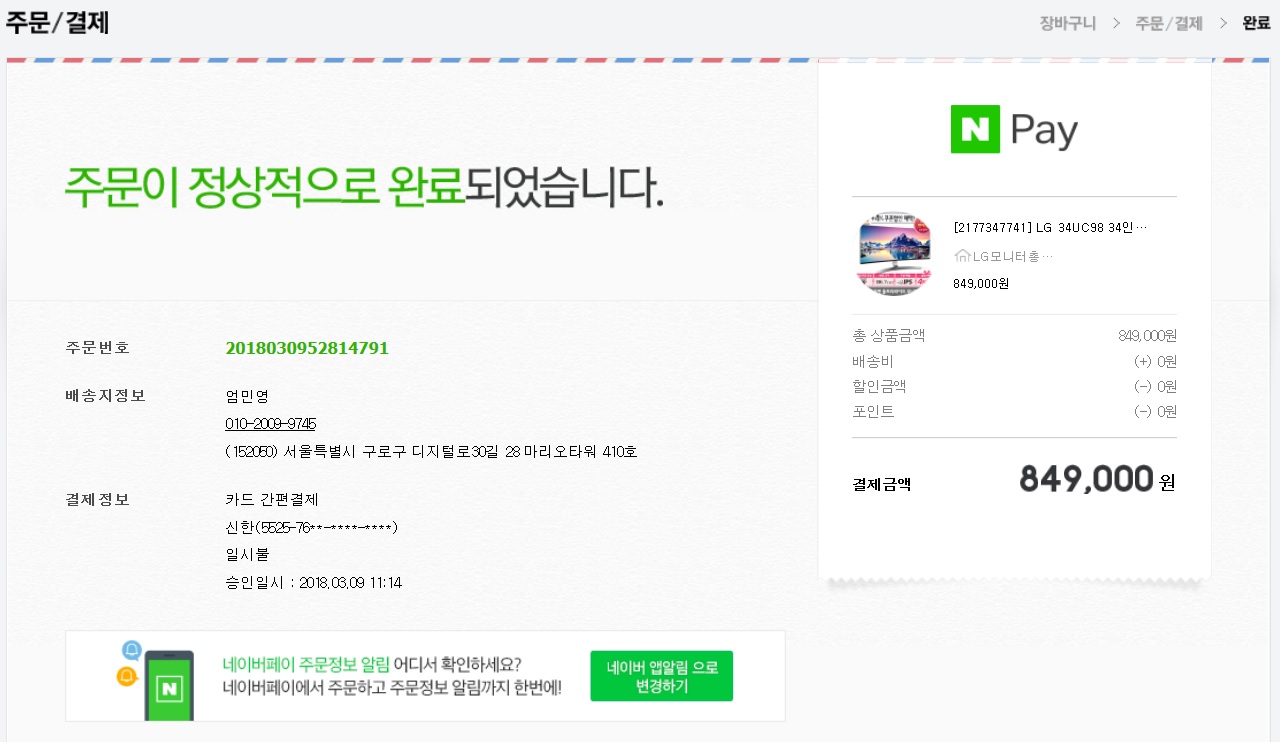 주문/결제
장바구니 > 주문/결제 > 완료
주문이 정상적으로 완료되었습니다.
주문번호 2018030952814791
배송지정보 엄민영
010-2009-9745
(152050) 서울특별시 구로구 디지털로30길 28 마리오타워 410호
결제정보 카드 간편결제
신한(5525-76**-****-****)
일시불
승인일시 : 2018.03.09 11:14
네이버페이 주문정보 알림 어디서 확인하세요?
네이버페이에서 주문하고 주문정보 알림까지 한번에!
네이버 앱알림 으로
변경하기
N Pay
[2177347741] LG 34UC98 34인…
LG모니터총…
849,000원
총 상품금액 849,000원
배송비 (+) 0원
할인금액 (-) 0원
포인트 (-) 0원
결제금액 849,000 원